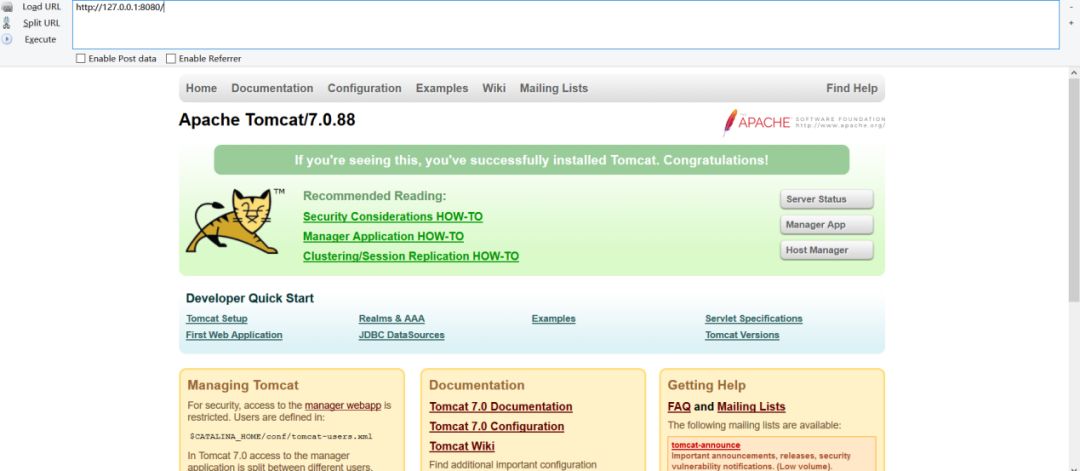 Load URL
http://127.0.0.1:8080/
Split URL
Execute
Enable Post data Enable Referrer
Home Documentation Configuration Examples Wiki Mailing Lists Find Help
Apache Tomcat/7.0.88
APACHE SOFTWARE FOUNDATION
http://www.apache.org/
If you're seeing this, you've successfully installed Tomcat. Congratulations!
TM
Recommended Reading:
Security Considerations HOW-TO
Manager Application HOW-TO
Clustering/Session Replication HOW-TO
Server Status
Manager App
Host Manager
Developer Quick Start
Tomcat Setup Realms & AAA Examples Servlet Specifications
First Web Application JDBC DataSources Tomcat Versions
Managing Tomcat
For security, access to the manager webapp is
restricted. Users are defined in:
$CATALINA_HOME/conf/tomcat-users.xml
In Tomcat 7.0 access to the manager
application is split between different users.
Documentation
Tomcat 7.0 Documentation
Tomcat 7.0 Configuration
Tomcat Wiki
Find additional important configuration
Getting Help
FAQ and Mailing Lists
The following mailing lists are available:
tomcat-announce
Important announcements, releases, security
vulnerability notifications. (Low volume).